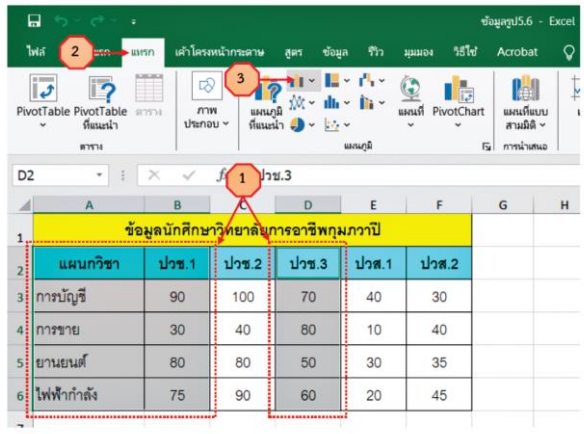 ข้อมูลรูป5.6 - Excel
ไฟล์ 2 แทรก เค้าโครงหน้ากระดาษ สูตร ข้อมูล รีวิว มุมมอง วิธีใช้ Acrobat
3
PivotTable PivotTable ตาราง ภาพ แผนภูมิ แผนที่ PivotChart แผนที่แบบ
ที่แนะนำ ประกอบ ที่แนะนำ สามมิติ
ตาราง แผนภูมิ การนำเสนอ
D2 1 ปวช.3
A B C D E F G H
1 ข้อมูลนักศึกษาวิทยาลัยการอาชีพกุมภวาปี
2 แผนกวิชา ปวช.1 ปวช.2 ปวช.3 ปวส.1 ปวส.2
3 การบัญชี 90 100 70 40 30
4 การขาย 30 40 80 10 40
5 ยานยนต์ 80 80 50 30 35
6 ไฟฟ้ากำลัง 75 90 60 20 45